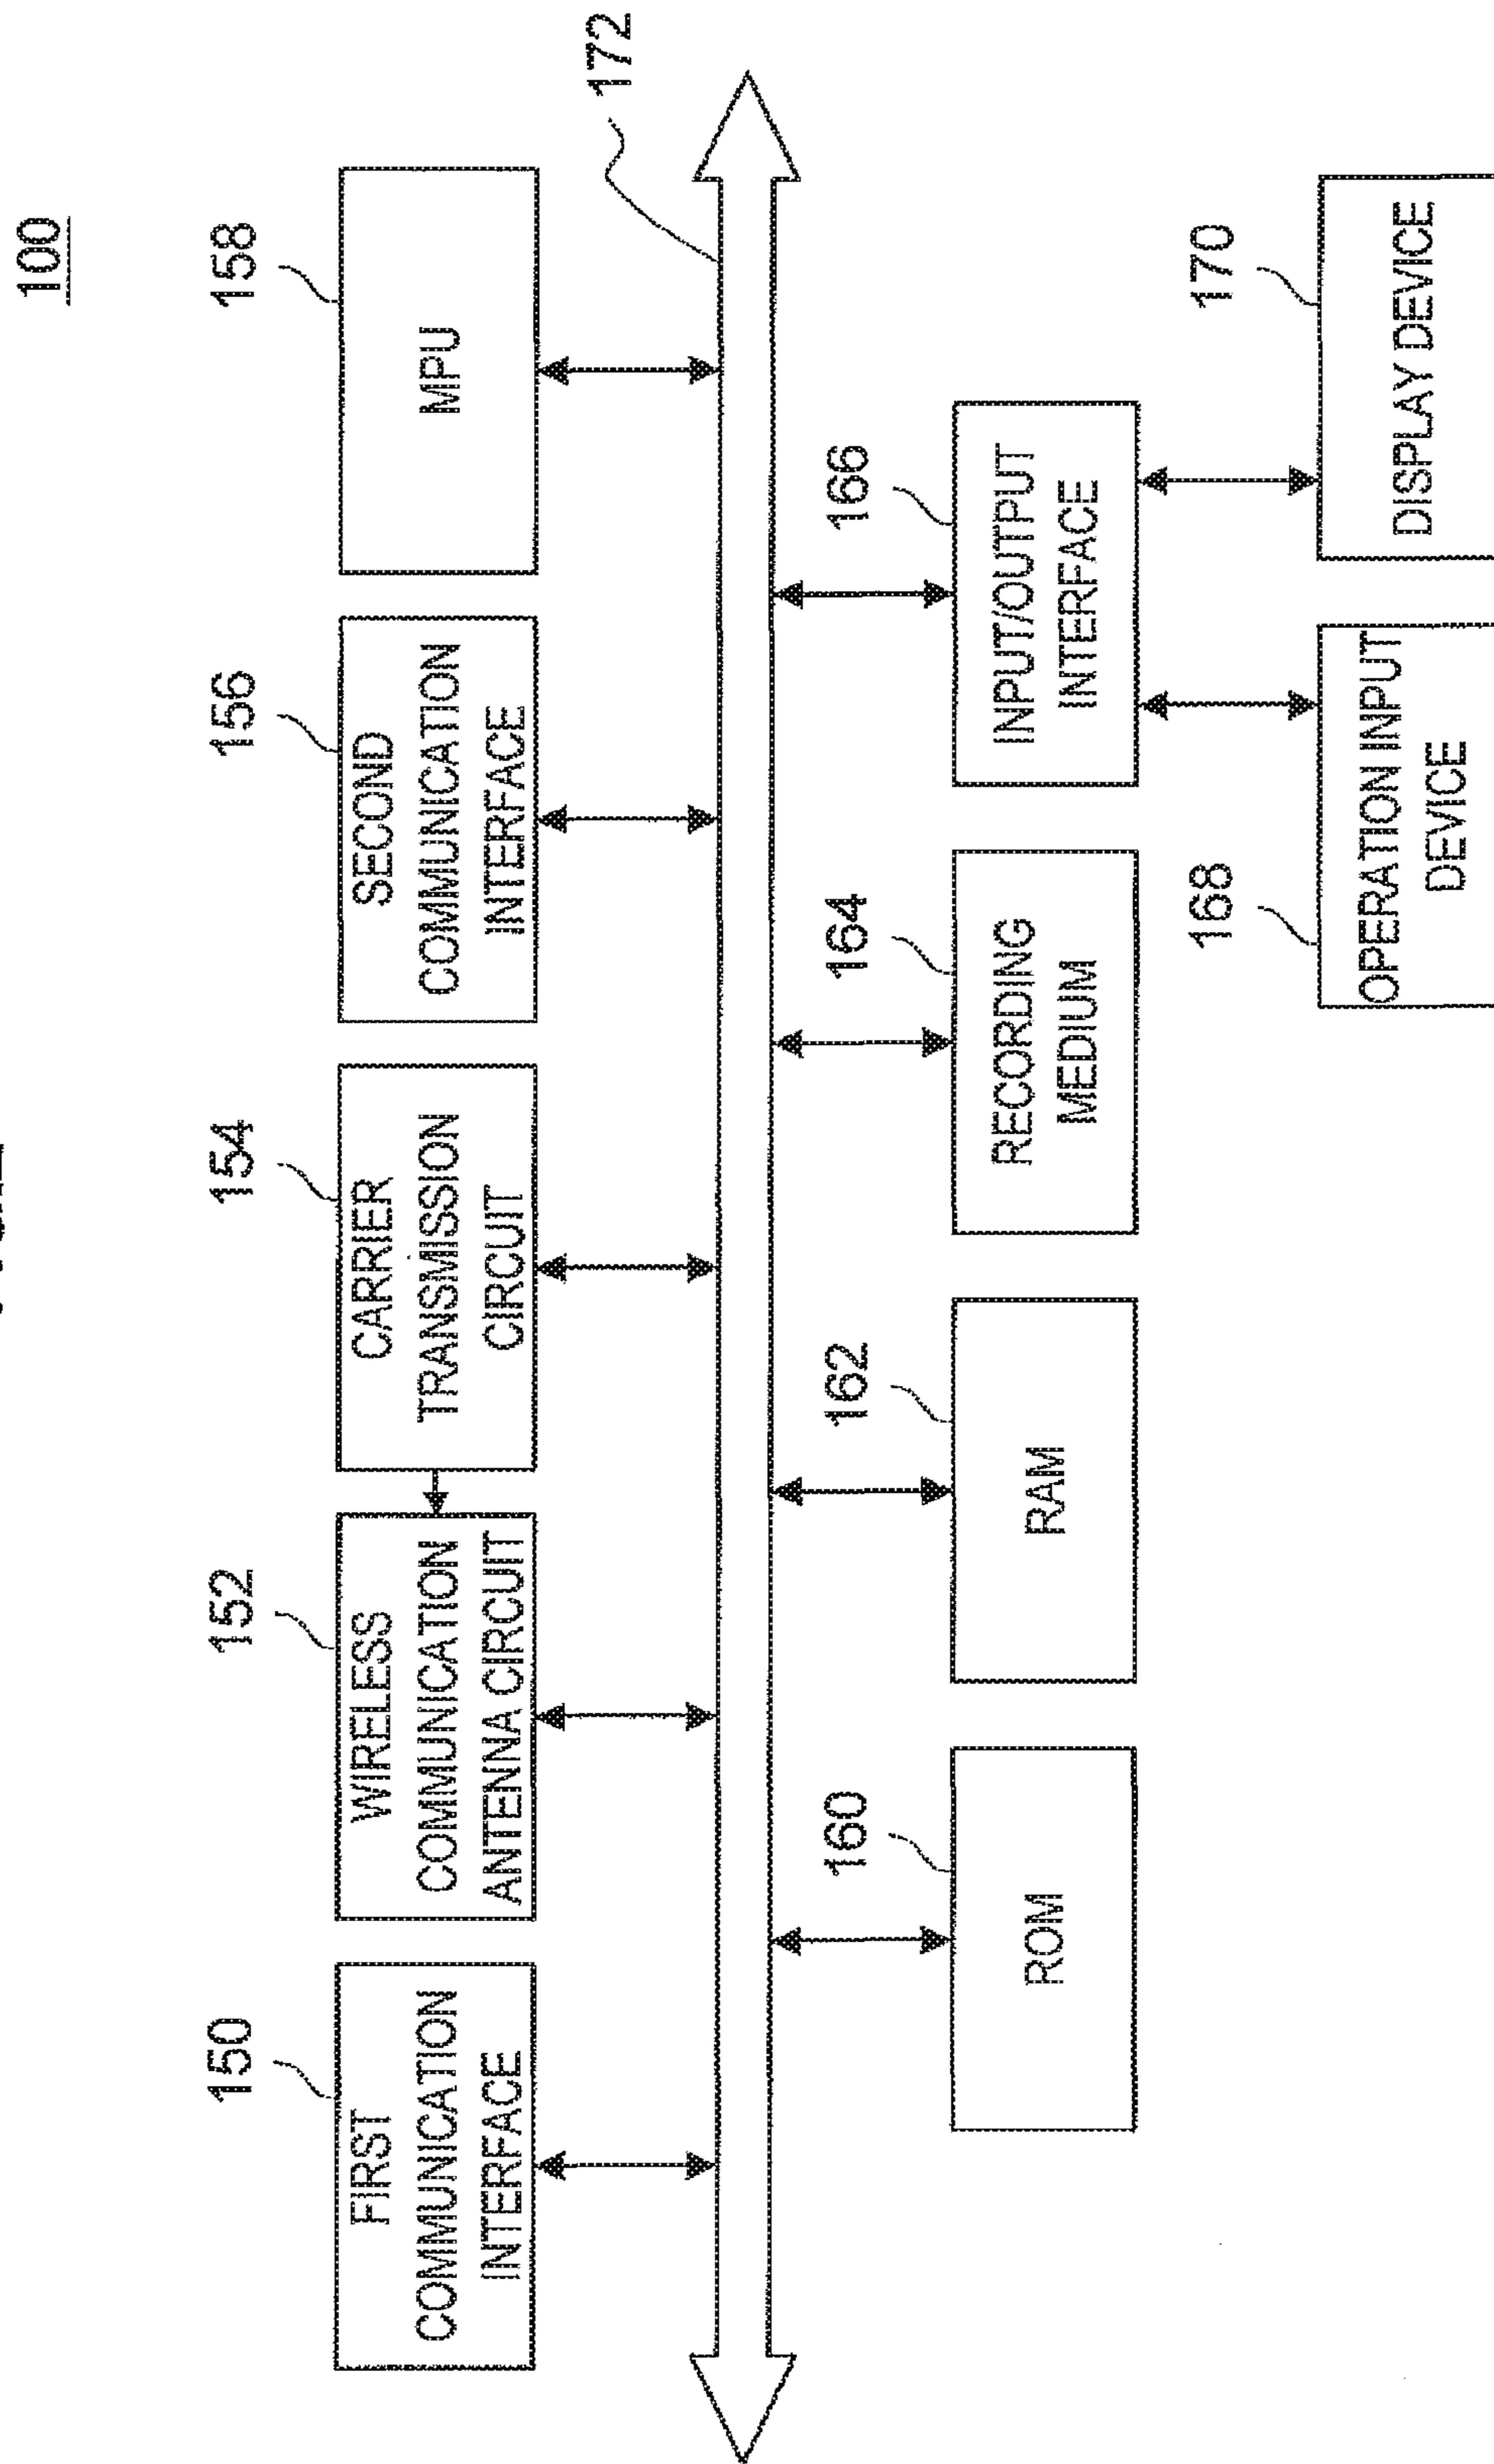 100
150
152
154
156
158
FIRST
COMMUNICATION
INTERFACE
WIRELESS
COMMUNICATION
ANTENNA CIRCUIT
CARRIER
TRANSMISSION
CIRCUIT
SECOND
COMMUNICATION
INTERFACE
MPU
172
160
162
164
166
ROM
RAM
RECORDING
MEDIUM
INPUT/OUTPUT
INTERFACE
168
170
OPERATION INPUT
DEVICE
DISPLAY DEVICE